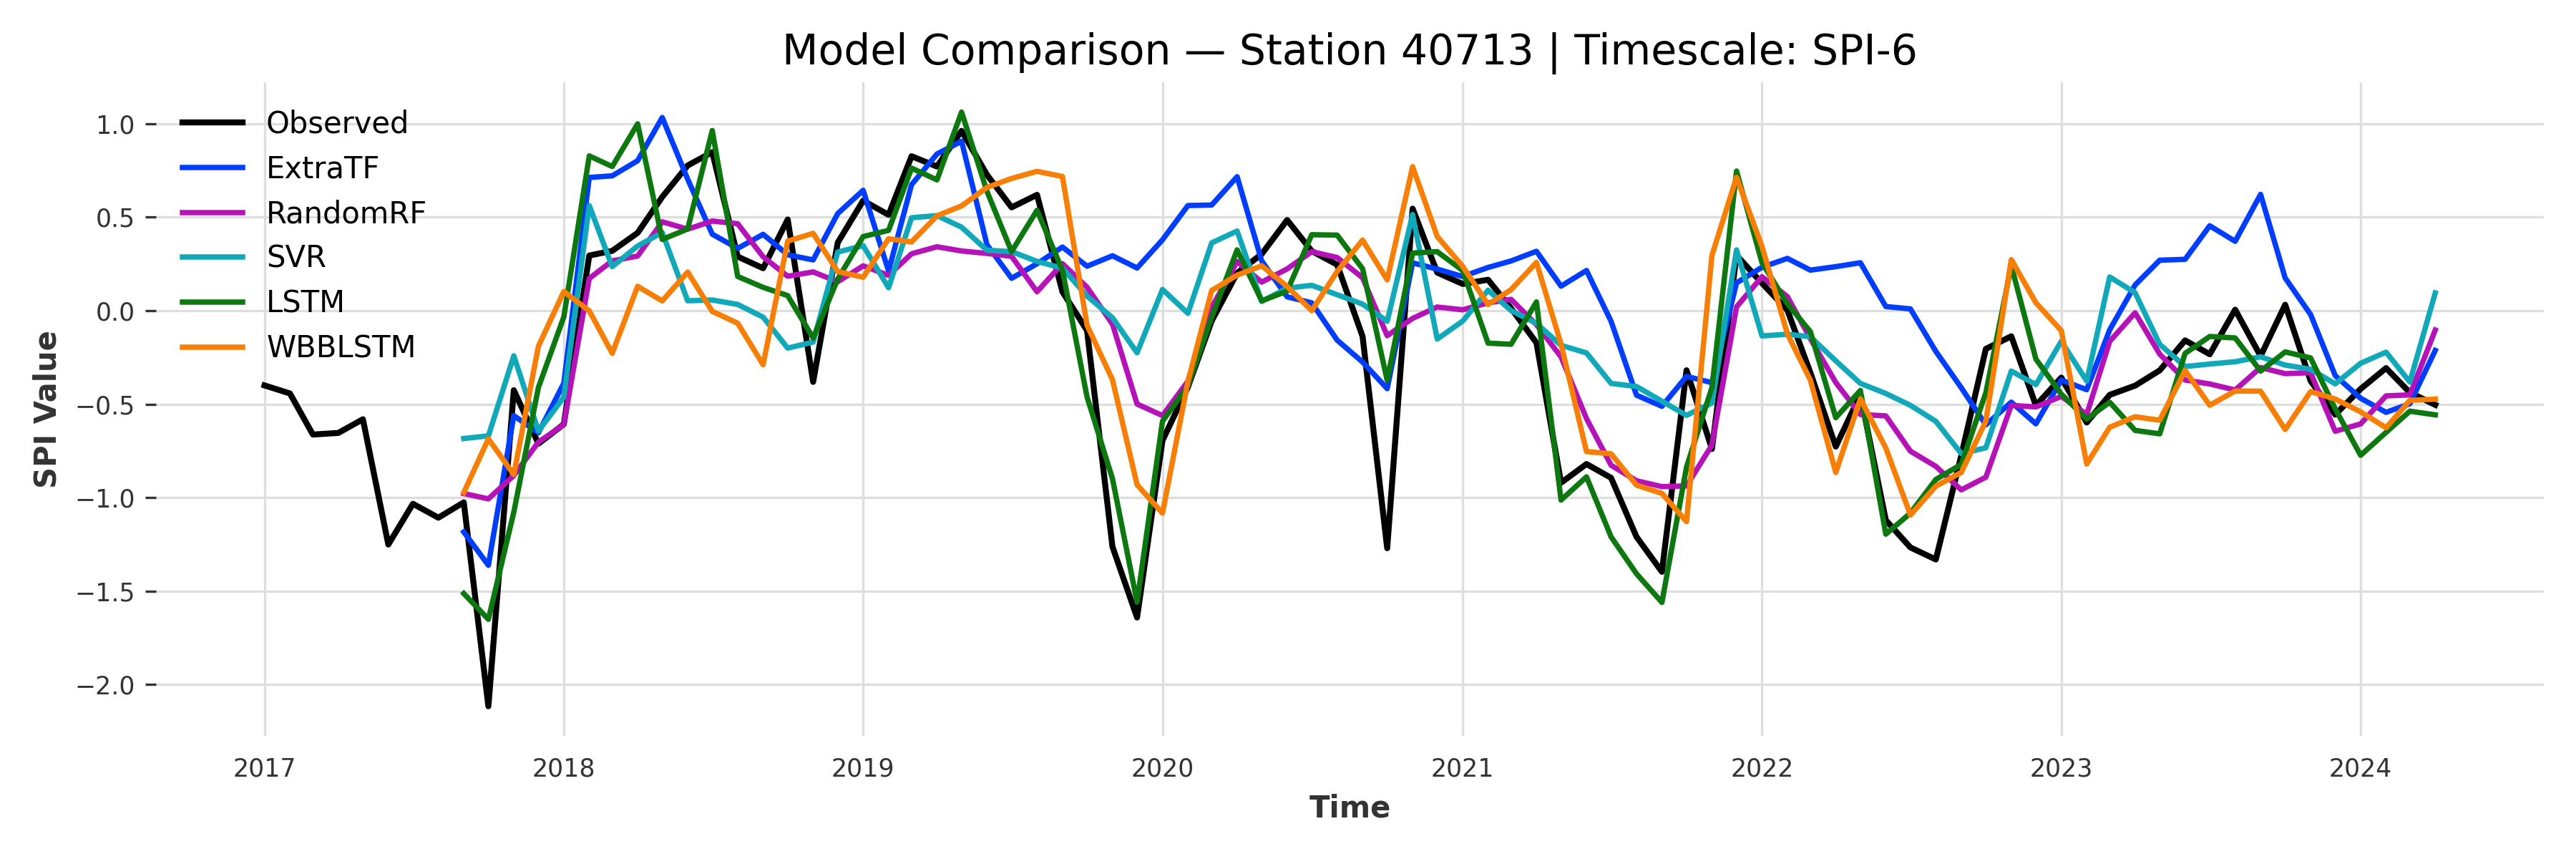 Model Comparison — Station 40713 | Timescale: SPI-6
Observed
ExtraTF
RandomRF
SVR
LSTM
WBBLSTM
SPI Value
1.0
0.5
0.0
−0.5
−1.0
−1.5
−2.0
2017
2018
2019
2020
2021
2022
2023
2024
Time